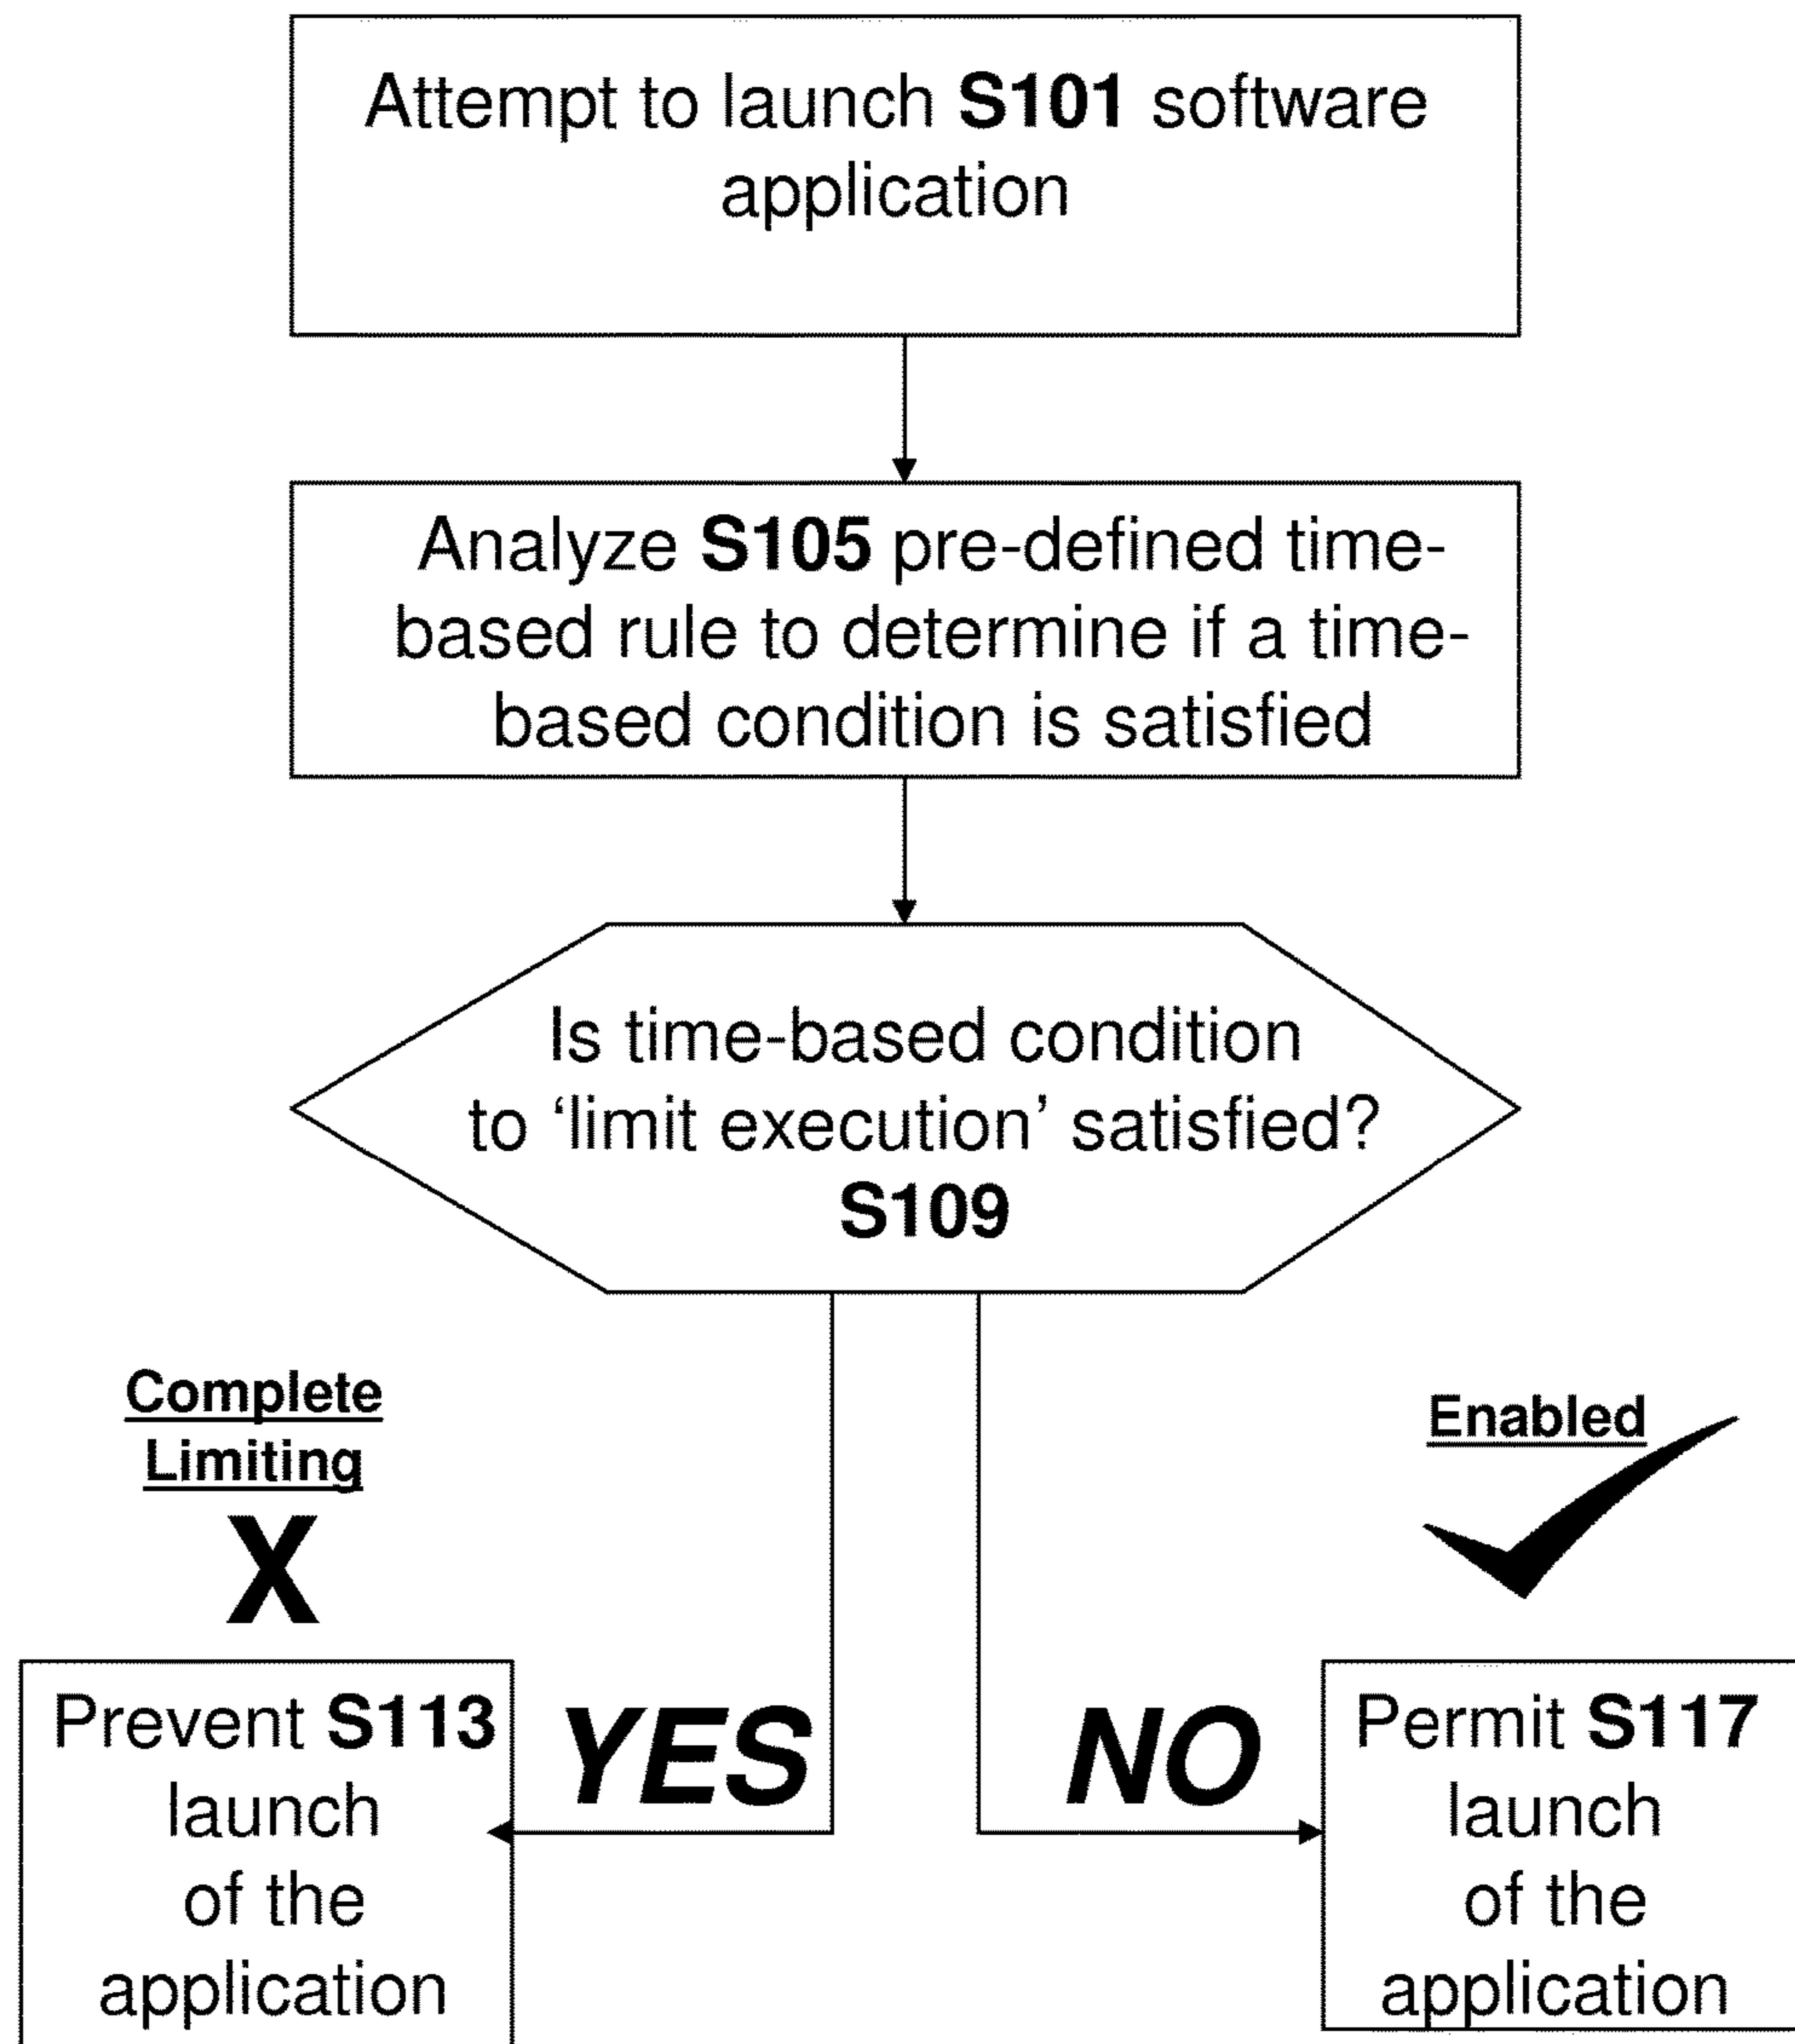 Attempt to launch S101 software
application
Analyze S105 pre-defined time-
based rule to determine if a time-
based condition is satisfied
Is time-based condition
to ‘limit execution’ satisfied?
S109
Complete
Limiting
X
Enabled
Prevent S113
launch
of the
application
YES
NO
Permit S117
launch
of the
application